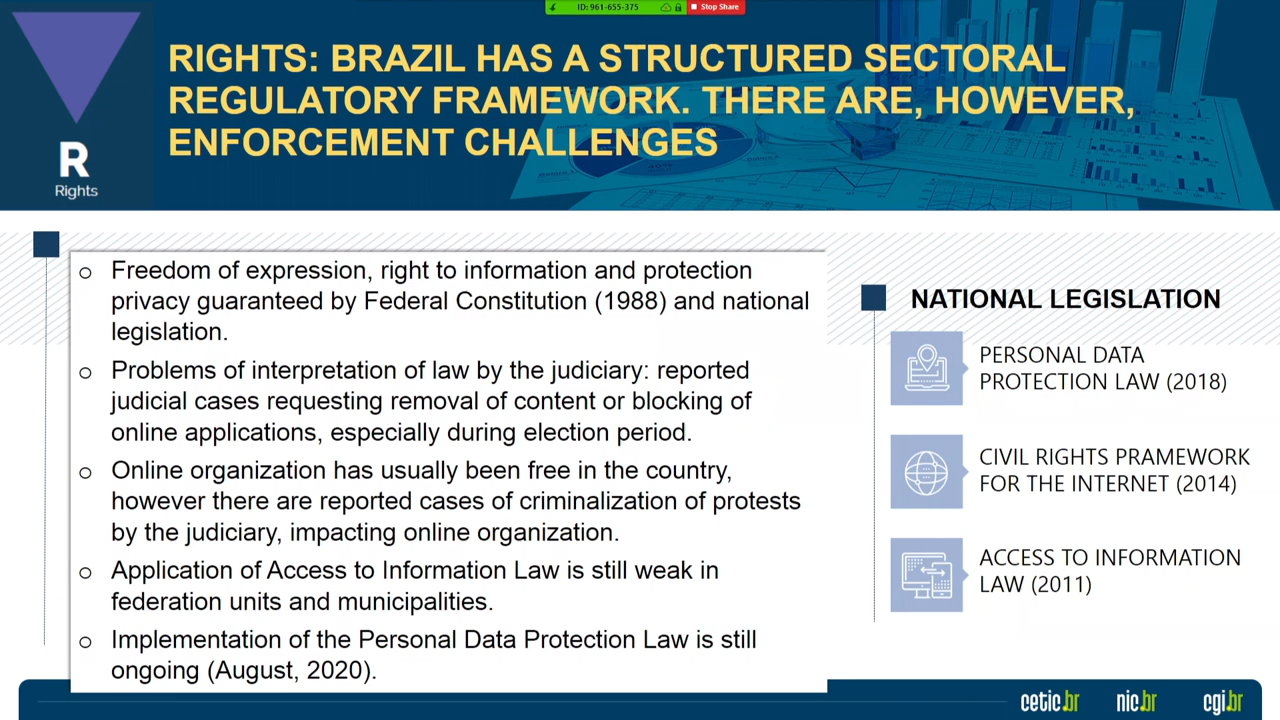 ID: 961-655-375
Stop Share
RIGHTS: BRAZIL HAS A STRUCTURED SECTORAL
REGULATORY FRAMEWORK. THERE ARE, HOWEVER,
ENFORCEMENT CHALLENGES
R
Rights
o Freedom of expression, right to information and protection
privacy guaranteed by Federal Constitution (1988) and national
legislation.
o Problems of interpretation of law by the judiciary: reported
judicial cases requesting removal of content or blocking of
online applications, especially during election period.
o Online organization has usually been free in the country,
however there are reported cases of criminalization of protests
by the judiciary, impacting online organization.
o Application of Access to Information Law is still weak in
federation units and municipalities.
o Implementation of the Personal Data Protection Law is still
ongoing (August, 2020).
NATIONAL LEGISLATION
PERSONAL DATA
PROTECTION LAW (2018)
CIVIL RIGHTS PRAMEWORK
FOR THE INTERNET (2014)
ACCESS TO INFORMATION
LAW (2011)
cetic.br nic.br cgi.br